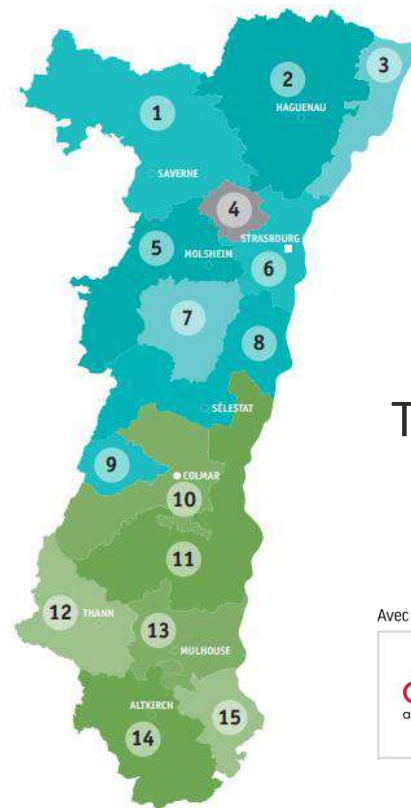 1
2
3
HAGUENAU
SAVERNE
4
STRASBOURG
5
MOLSHEIM
6
7
8
SÉLESTAT
T
9
COLMAR
10
11
12
THANN
13
MULHOUSE
Avec
ALTKIRCH
14
15
a